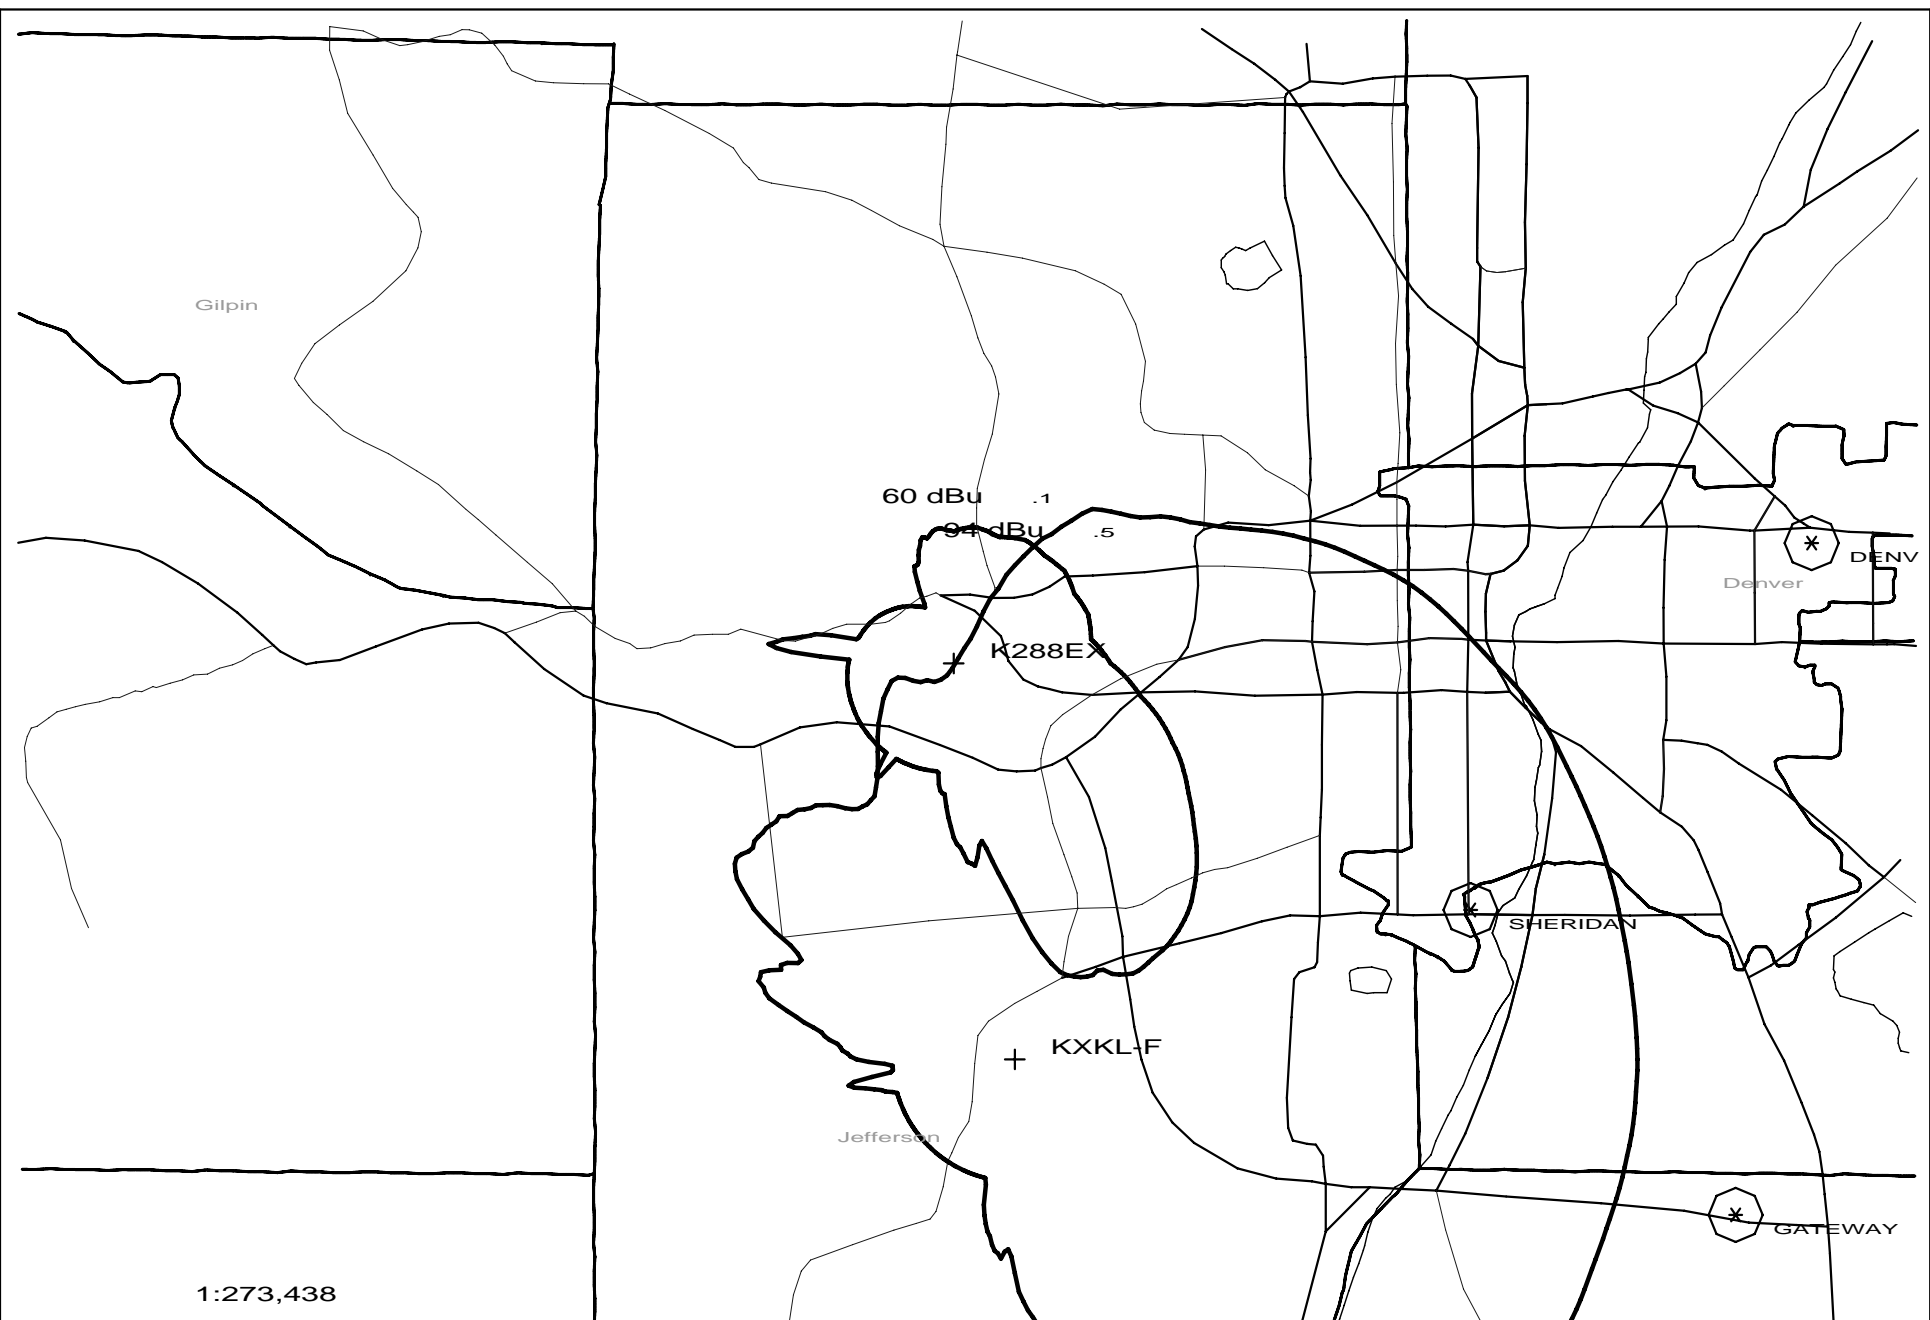 Gilpin
60 dBu .1
94 dBu .5
DENV
Denver
K288EX
SHERIDAN
KXKL-F
Jefferson
GATEWAY
1:273,438